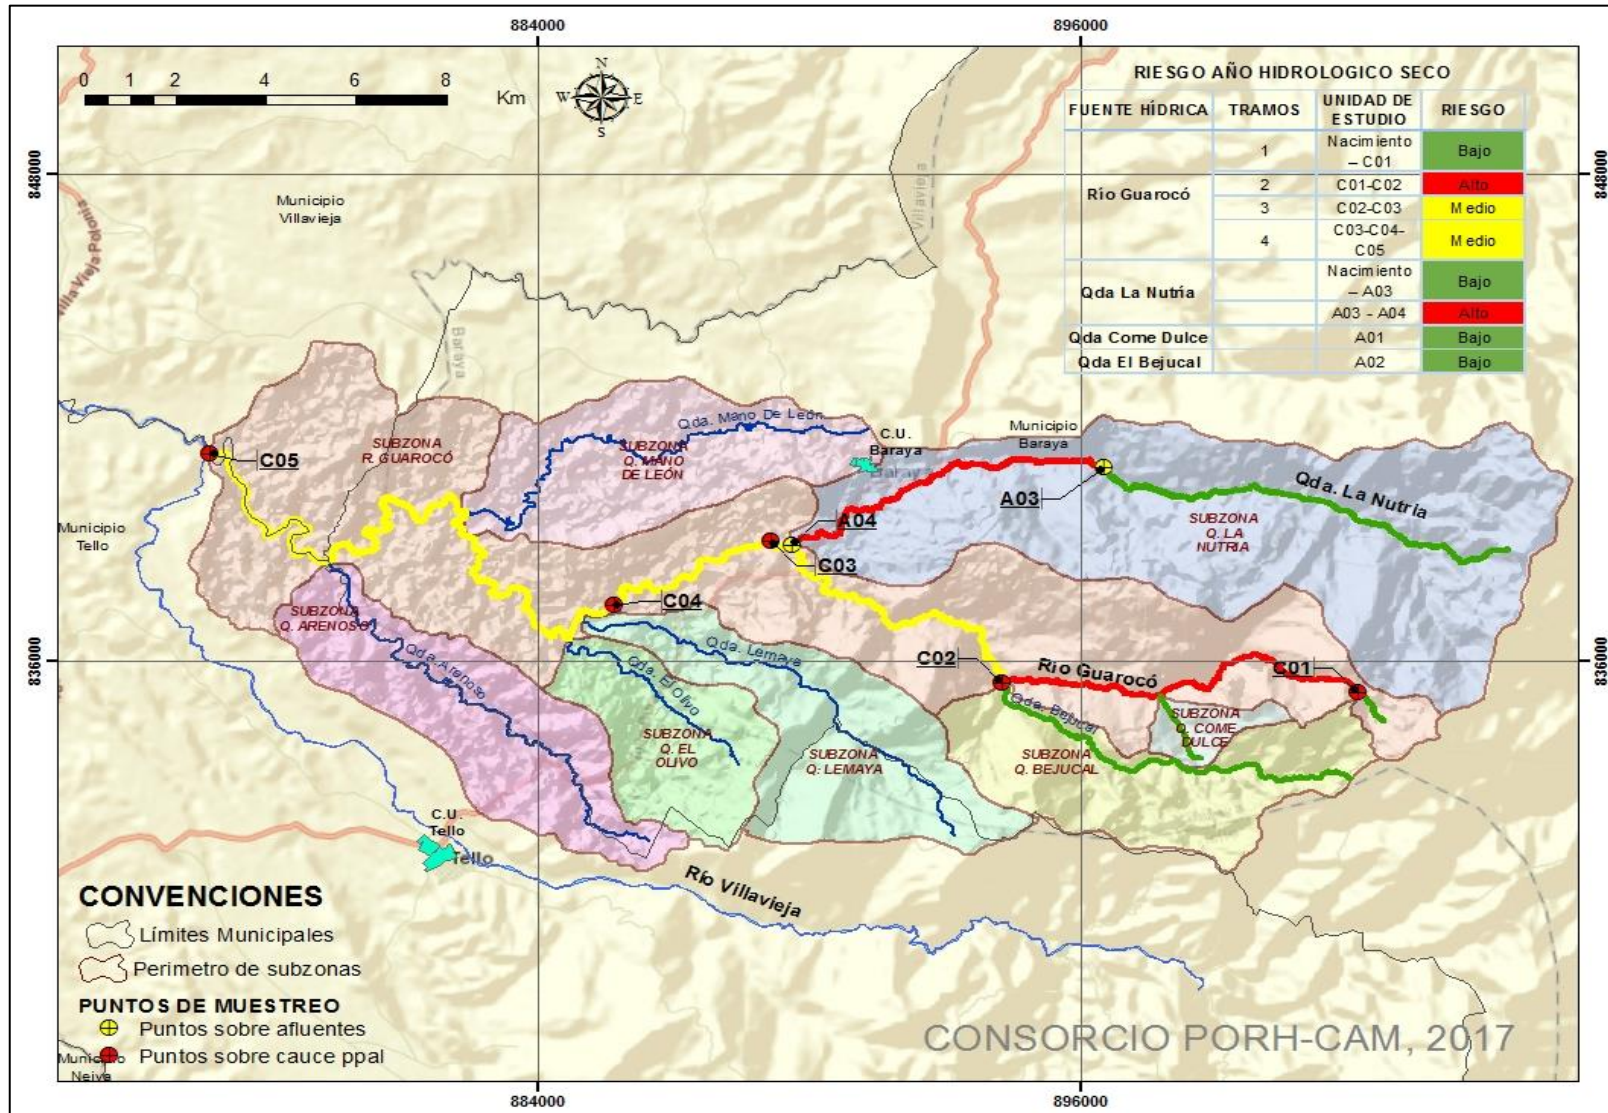 884000
896000
0 1 2 4 6 8
Km
N
W E
S
RIESGO AÑO HIDROLOGICO SECO
FUENTE HÍDRICA TRAMOS UNIDAD DE ESTUDIO RIESGO
Río Guarocó
1 Nacimiento – C01 Bajo
2 C01-C02 Alto
3 C02-C03 Medio
4 C03-C04-C05 Medio
Qda La Nutria
Nacimiento – A03 Bajo
A03 - A04 Alto
Qda Come Dulce A01 Bajo
Qda El Bejucal A02 Bajo
848000
848000
Municipio
Villavieja
Villavieja
Villa Vieja Polonia
Baraya
Qda. Mano De León
SUBZONA
R. GUAROCÓ
SUBZONA
Q. MANO
DE LEÓN
C.U.
Baraya
Baraya
Municipio
Baraya
C05
A03
Qda. La Nutria
SUBZONA
Q. LA
NUTRIA
Municipio
Tello
A04
C03
C04
SUBZONA
Q. ARENOSO
Qda. Arenoso
Qda. Lemaya
Qda. El Olivo
C02
Río Guarocó
C01
836000
836000
Qda. Bejucal
SUBZONA
Q. COME
DULCE
SUBZONA
Q. EL
OLIVO
SUBZONA
Q: LEMAYA
SUBZONA
Q. BEJUCAL
C.U.
Tello
Tello
Río Villavieja
CONVENCIONES
Límites Municipales
Perimetro de subzonas
PUNTOS DE MUESTREO
Puntos sobre afluentes
Puntos sobre cauce ppal
Municipio
Neiva
CONSORCIO PORH-CAM, 2017
884000
896000